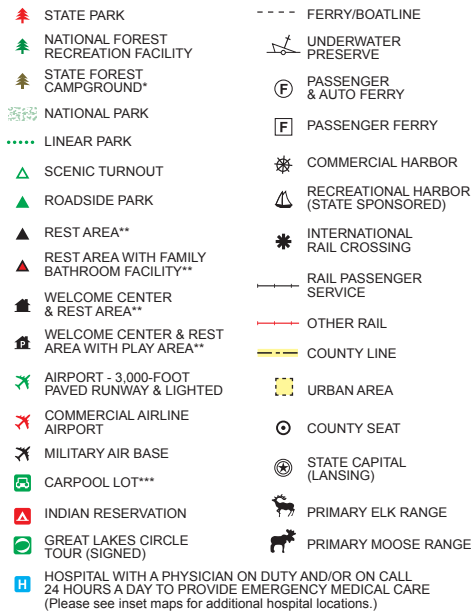 STATE PARK
NATIONAL FOREST
RECREATION FACILITY
STATE FOREST
CAMPGROUND*
NATIONAL PARK
LINEAR PARK
SCENIC TURNOUT
ROADSIDE PARK
REST AREA**
REST AREA WITH FAMILY
BATHROOM FACILITY**
WELCOME CENTER
& REST AREA**
P
WELCOME CENTER & REST
AREA WITH PLAY AREA**
AIRPORT - 3,000-FOOT
PAVED RUNWAY & LIGHTED
COMMERCIAL AIRLINE
AIRPORT
MILITARY AIR BASE
CARPOOL LOT***
INDIAN RESERVATION
GREAT LAKES CIRCLE
TOUR (SIGNED)
FERRY/BOATLINE
UNDERWATER
PRESERVE
F
PASSENGER
& AUTO FERRY
F PASSENGER FERRY
COMMERCIAL HARBOR
RECREATIONAL HARBOR
(STATE SPONSORED)
INTERNATIONAL
RAIL CROSSING
RAIL PASSENGER
SERVICE
OTHER RAIL
COUNTY LINE
URBAN AREA
COUNTY SEAT
STATE CAPITAL
(LANSING)
PRIMARY ELK RANGE
PRIMARY MOOSE RANGE
H
HOSPITAL WITH A PHYSICIAN ON DUTY AND/OR ON CALL
24 HOURS A DAY TO PROVIDE EMERGENCY MEDICAL CARE
(Please see inset maps for additional hospital locations.)